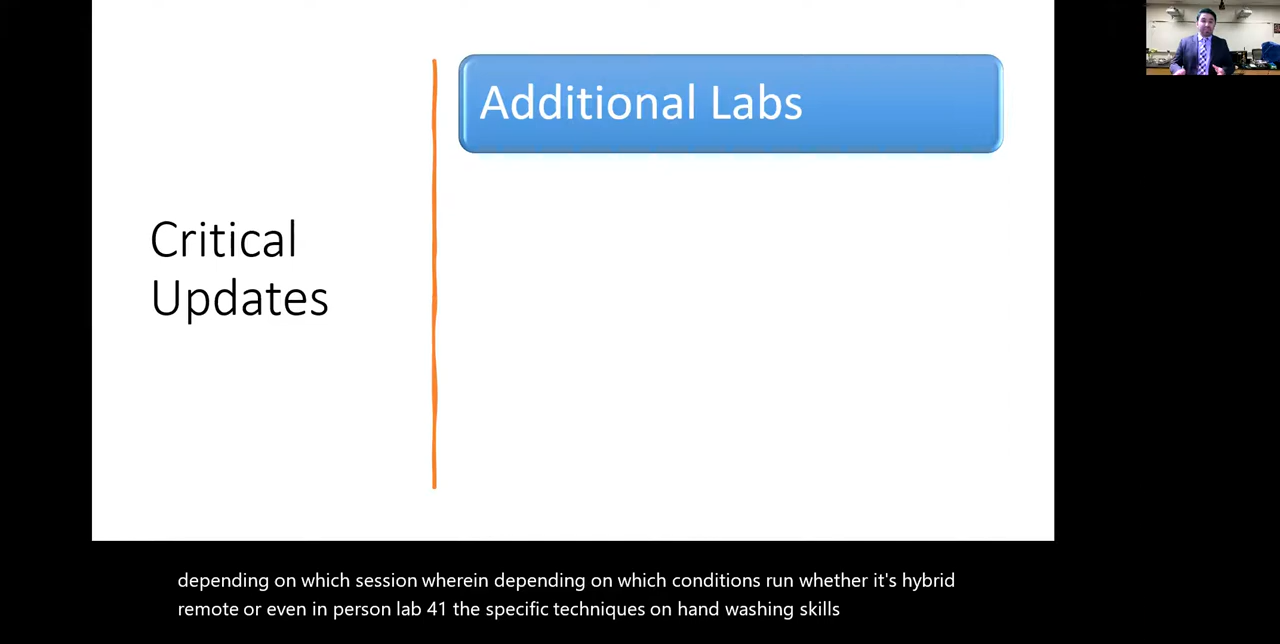 Additional Labs
Critical
Updates
depending on which session wherein depending on which conditions run whether it's hybrid
remote or even in person lab 41 the specific techniques on hand washing skills